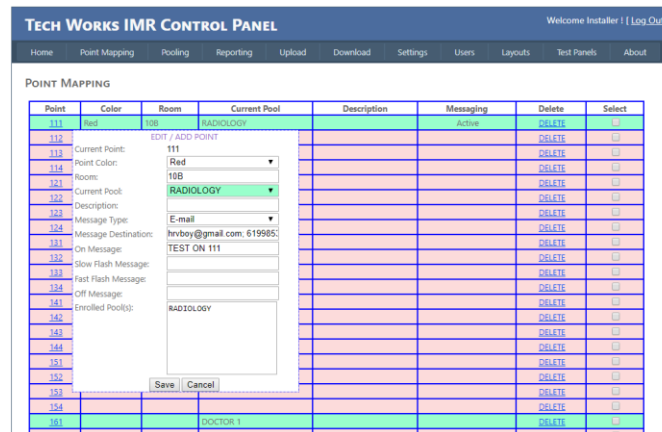 TECH WORKS IMR CONTROL PANEL
Welcome Installer ! [ Log Out
Home Point Mapping Pooling Reporting Upload Download Settings Users Layouts Test Panels About
POINT MAPPING
Point Color Room Current Pool Description Messaging Delete Select
111 Red 10B RADIOLOGY Active DELETE
112 EDIT / ADD POINT DELETE
Current Point: 111
113 DELETE
Point Color: Red
114 DELETE
Room: 10B
121 DELETE
Current Pool: RADIOLOGY
122 DELETE
Description:
123 DELETE
Message Type: E-mail
124 DELETE
Message Destination: hrvboy@gmail.com; 619985
131 DELETE
On Message: TEST ON 111
132 DELETE
Slow Flash Message:
133 DELETE
Fast Flash Message:
134 DELETE
Off Message:
141 DELETE
Enrolled Pool(s): RADIOLOGY
142 DELETE
143 DELETE
144 DELETE
151 DELETE
152 DELETE
Save Cancel
153 DELETE
154 DELETE
161 DOCTOR 1 DELETE